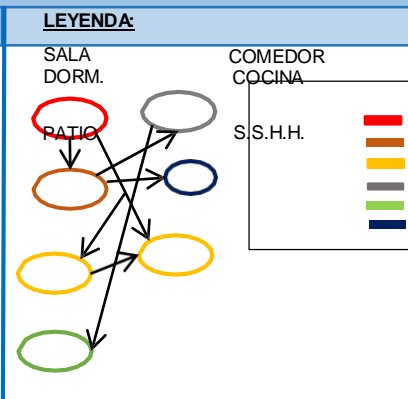 LEYENDA:
SALA
DORM.
PATIO
COMEDOR
COCINA
S.S.H.H.